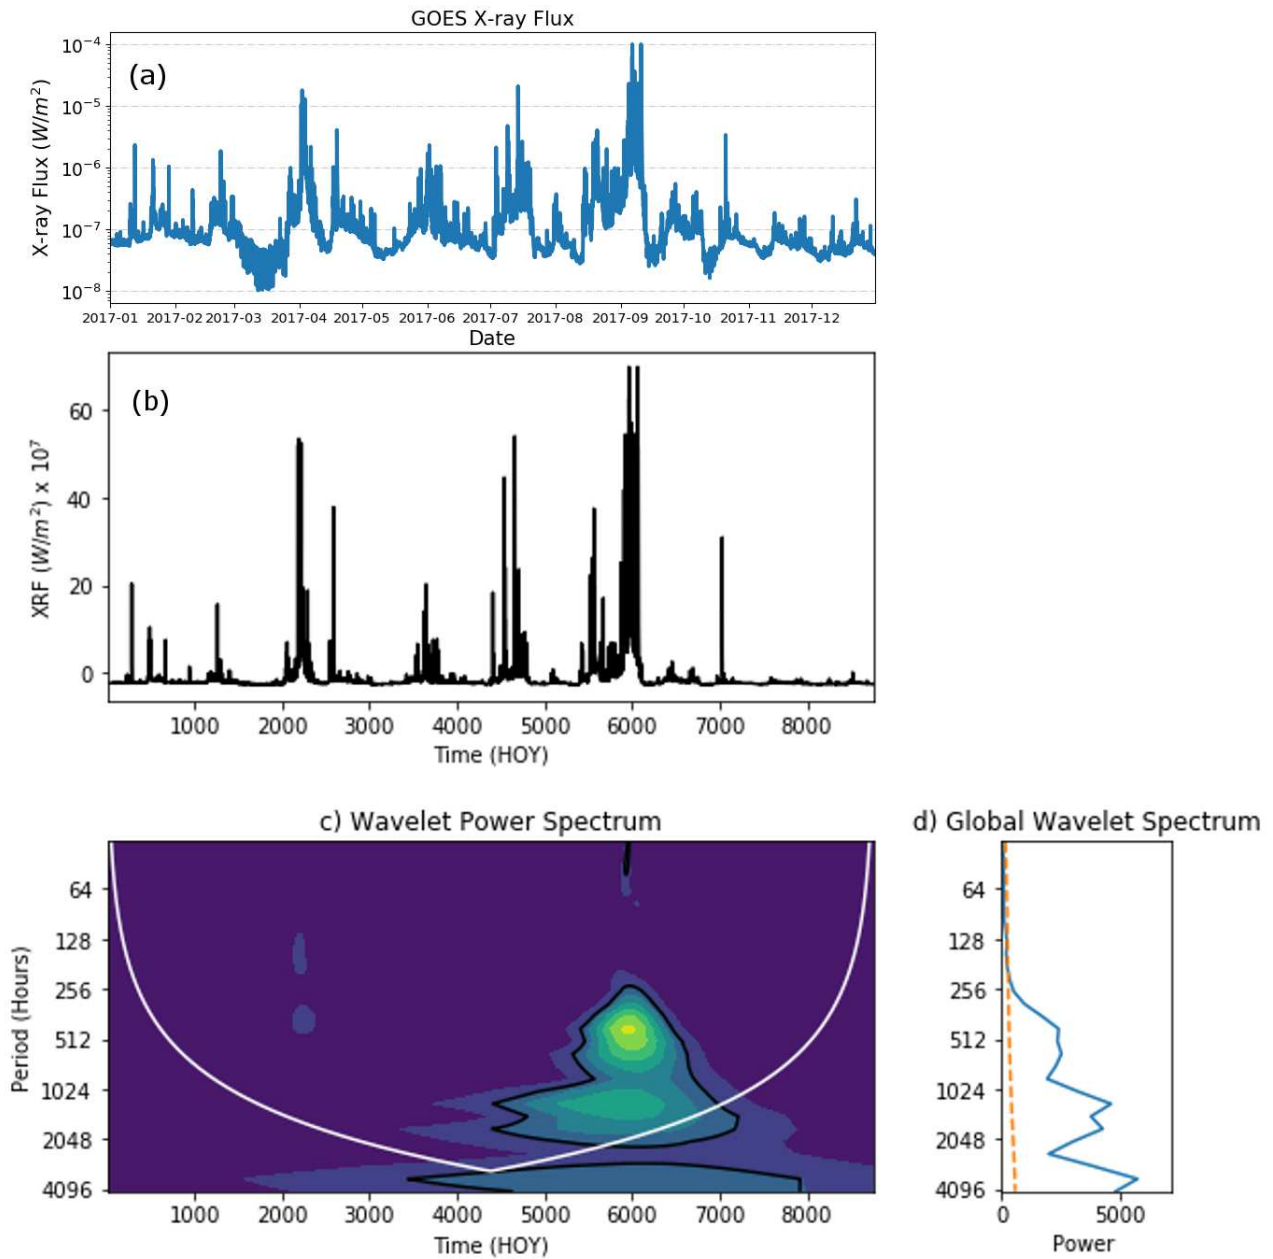 GOES X-ray Flux
(a)
X-ray Flux (W/m²)
10⁻⁴
10⁻⁵
10⁻⁶
10⁻⁷
10⁻⁸
2017-01 2017-02 2017-03 2017-04 2017-05 2017-06 2017-07 2017-08 2017-09 2017-10 2017-11 2017-12
Date
(b)
XRF (W/m²) x 10⁷
60
40
20
0
1000 2000 3000 4000 5000 6000 7000 8000
Time (HOY)
c) Wavelet Power Spectrum
Period (Hours)
64
128
256
512
1024
2048
4096
1000 2000 3000 4000 5000 6000 7000 8000
Time (HOY)
d) Global Wavelet Spectrum
64
128
256
512
1024
2048
4096
0 5000
Power